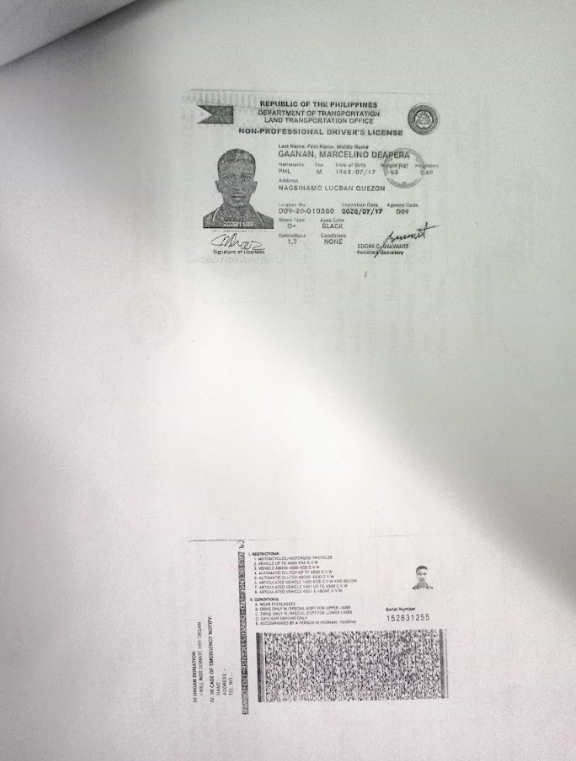 REPUBLIC OF THE PHILIPPINES
DEPARTMENT OF TRANSPORTATION
LAND TRANSPORTATION OFFICE
NON-PROFESSIONAL DRIVER'S LICENSE
Last Name, First Name, Middle Name
GAANAN, MARCELINO DEAPERA
Nationality Sex Date of Birth Weight (kg)
PHL M 1963/07/17
Address
NAGSINAMO LUCBAN QUEZON
License No. Expiration Date Agency Code
D09-20-010360 2025/07/17 D09
Blood Type Eyes Color
O+ BLACK
Restrictions Conditions
1,2 NONE
Signature of Licensee
EDGAR C. GALVANTE
Assistant Secretary
I. RESTRICTIONS:
1. MOTORCYCLES/MOTORIZED TRICYCLES
2. VEHICLE UP TO 4500 KGS G V W
3. VEHICLE ABOVE 4500 KGS G V W
4. AUTOMATIC CLUTCH UP TO 4500 G V W
5. AUTOMATIC CLUTCH ABOVE 4500 G V W
6. ARTICULATED VEHICLE 1600 KGS G V W AND BELOW
7. ARTICULATED VEHICLE 1601 UP TO 4500 G V W
8. ARTICULATED VEHICLE 4501 & ABOVE G V W
II. CONDITIONS:
A. WEAR EYEGLASSES
B. DRIVE ONLY W/SPECIAL EQPT FOR UPPER LIMBS
C. DRIVE ONLY W/SPECIAL EQPT FOR LOWER LIMBS
D. DAYLIGHT DRIVING ONLY
E. ACCOMPANIED BY A PERSON W/NORMAL HEARING
Serial Number
152631255
III. ORGAN DONATION:
I WILL NOT DONATE ANY ORGAN
IV. IN CASE OF EMERGENCY NOTIFY:
NAME:
ADDRESS:
TEL. NO.: